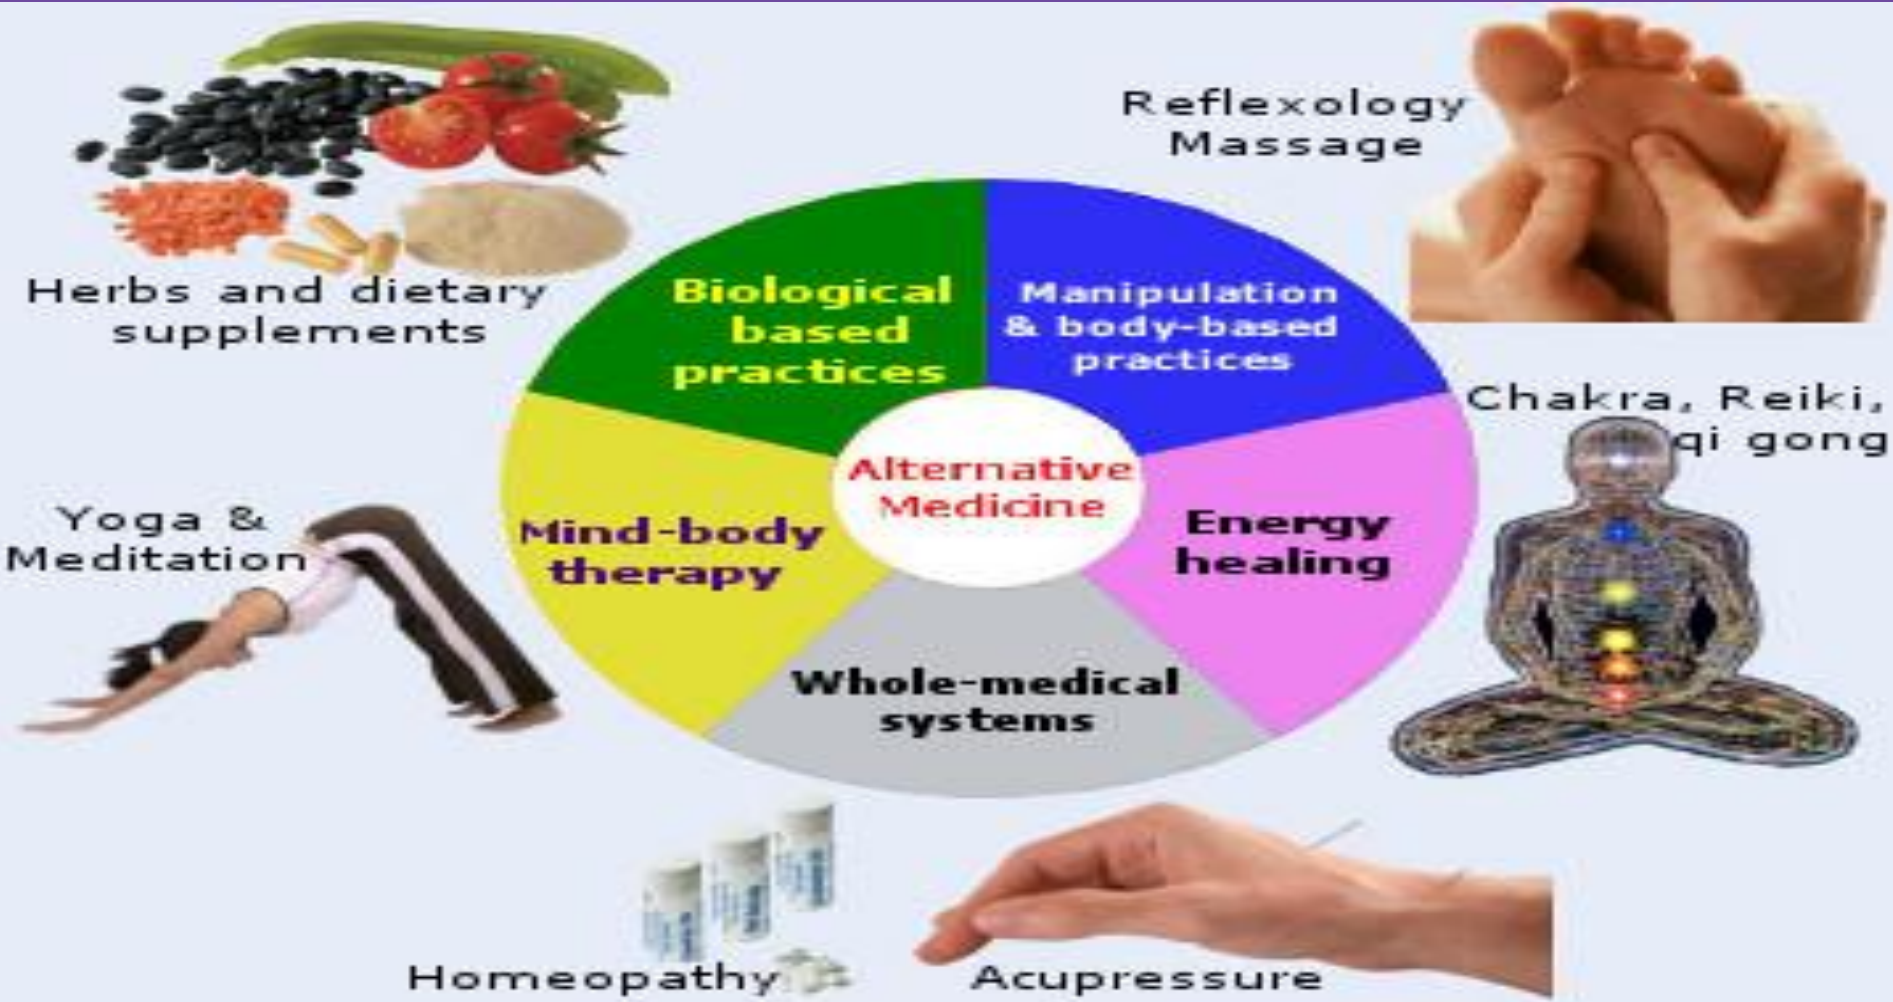 Reflexology
Massage
Herbs and dietary
supplements
Biological
based
practices
Manipulation
& body-based
practices
Chakra, Reiki,
qi gong
Alternative
Medicine
Yoga &
Meditation
Mind-body
therapy
Energy
healing
Whole-medical
systems
Homeopathy
Acupressure